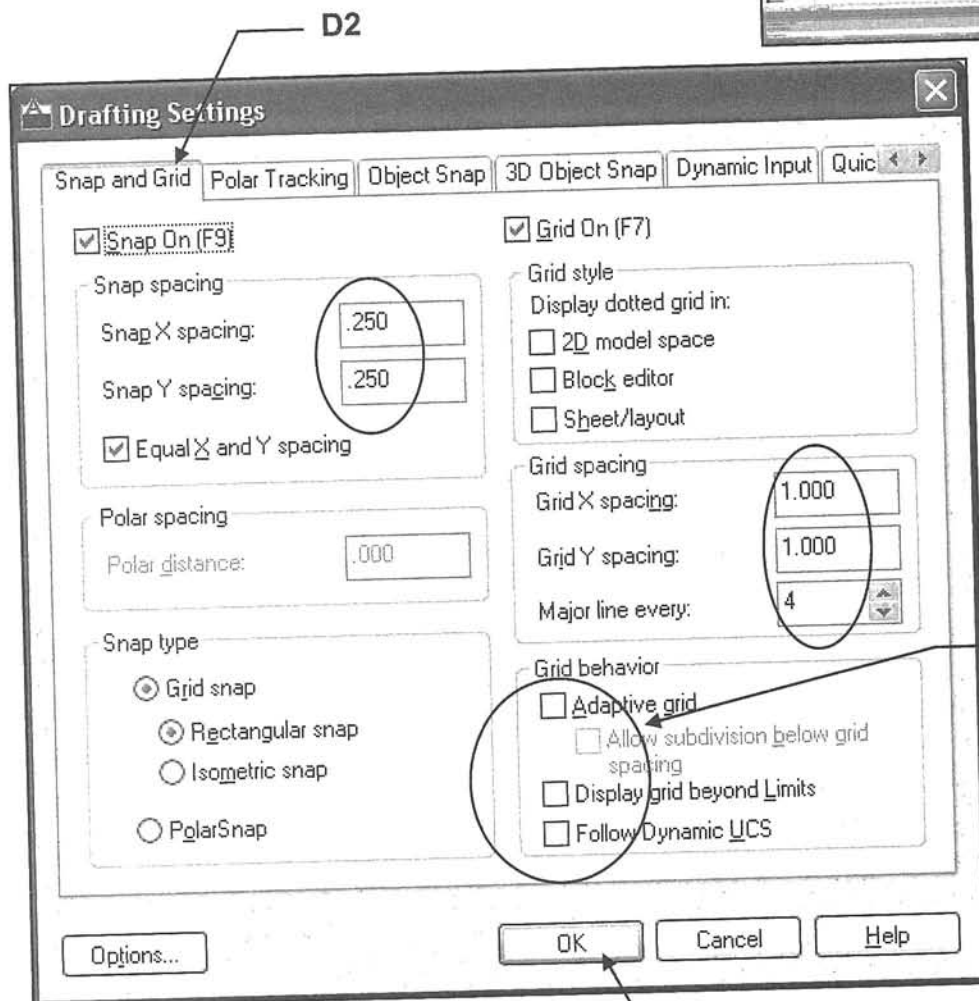 D2
Drafting Settings
Snap and Grid Polar Tracking Object Snap 3D Object Snap Dynamic Input Quic
Snap On (F9)
Snap spacing
Snap X spacing: .250
Snap Y spacing: .250
Equal X and Y spacing
Polar spacing
Polar distance: .000
Snap type
Grid snap
Rectangular snap
Isometric snap
PolarSnap
Grid On (F7)
Grid style
Display dotted grid in:
2D model space
Block editor
Sheet/layout
Grid spacing
Grid X spacing: 1.000
Grid Y spacing: 1.000
Major line every: 4
Grid behavior
Adaptive grid
Allow subdivision below grid
spacing
Display grid beyond Limits
Follow Dynamic UCS
Options... OK Cancel Help